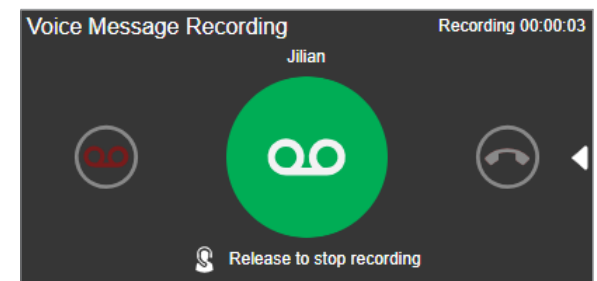 Voice Message Recording
Recording 00:00:03
Jilian
Release to stop recording